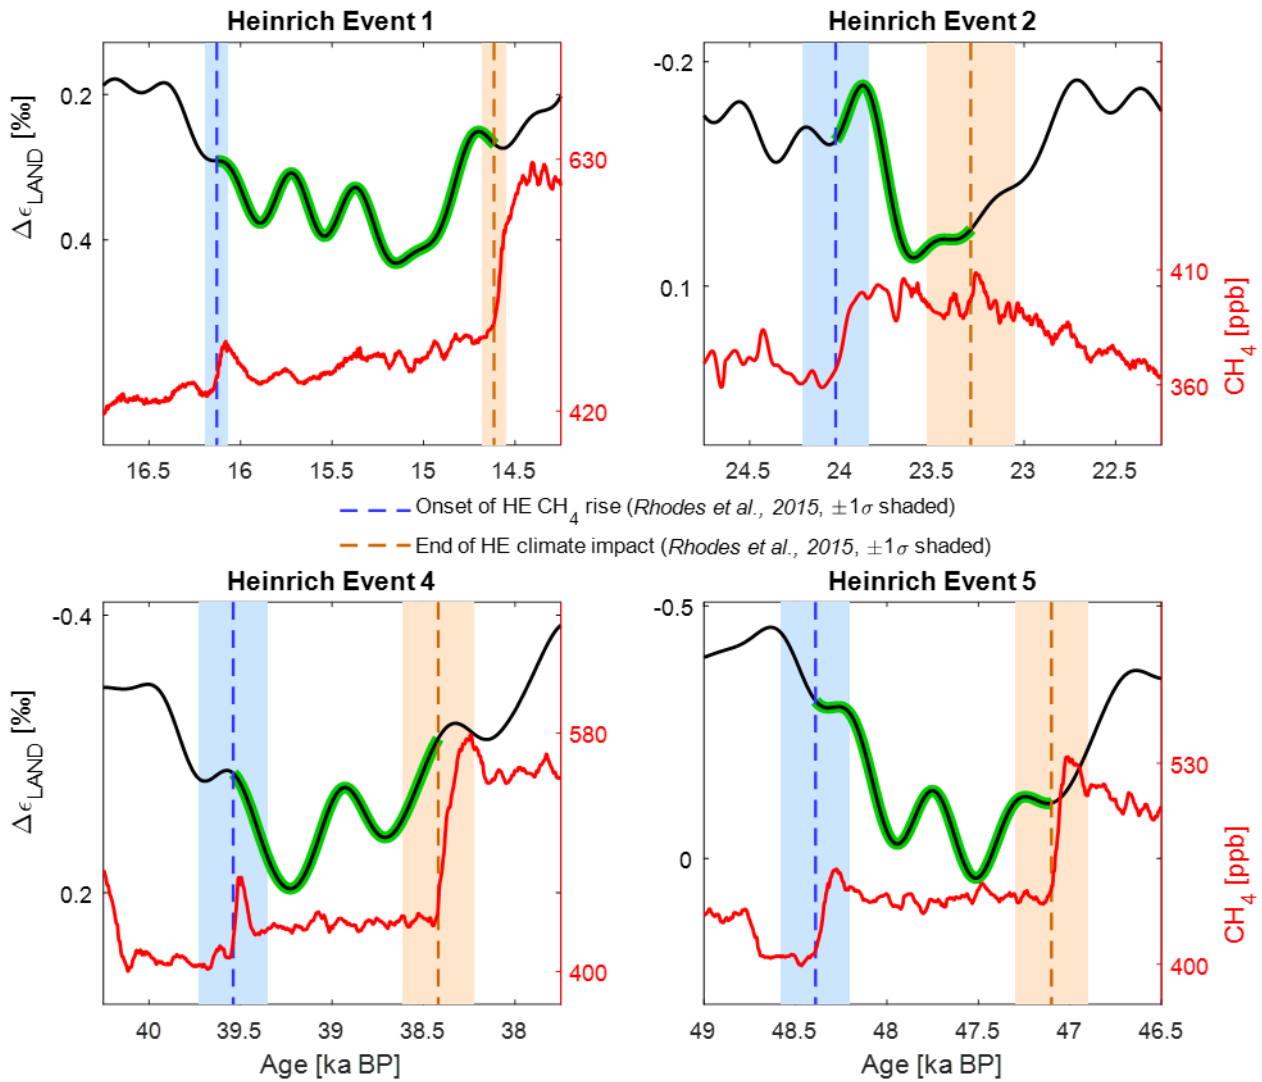 Heinrich Event 1
Heinrich Event 2
0.2
0.4
Δϵ_LAND [‰]
630
420
16.5 16 15.5 15 14.5
-0.2
0.1
410
360
CH4 [ppb]
24.5 24 23.5 23 22.5
Onset of HE CH4 rise (Rhodes et al., 2015, ±1σ shaded)
End of HE climate impact (Rhodes et al., 2015, ±1σ shaded)
Heinrich Event 4
Heinrich Event 5
-0.4
0.2
Δϵ_LAND [‰]
580
400
40 39.5 39 38.5 38
Age [ka BP]
-0.5
0
530
400
CH4 [ppb]
49 48.5 48 47.5 47 46.5
Age [ka BP]